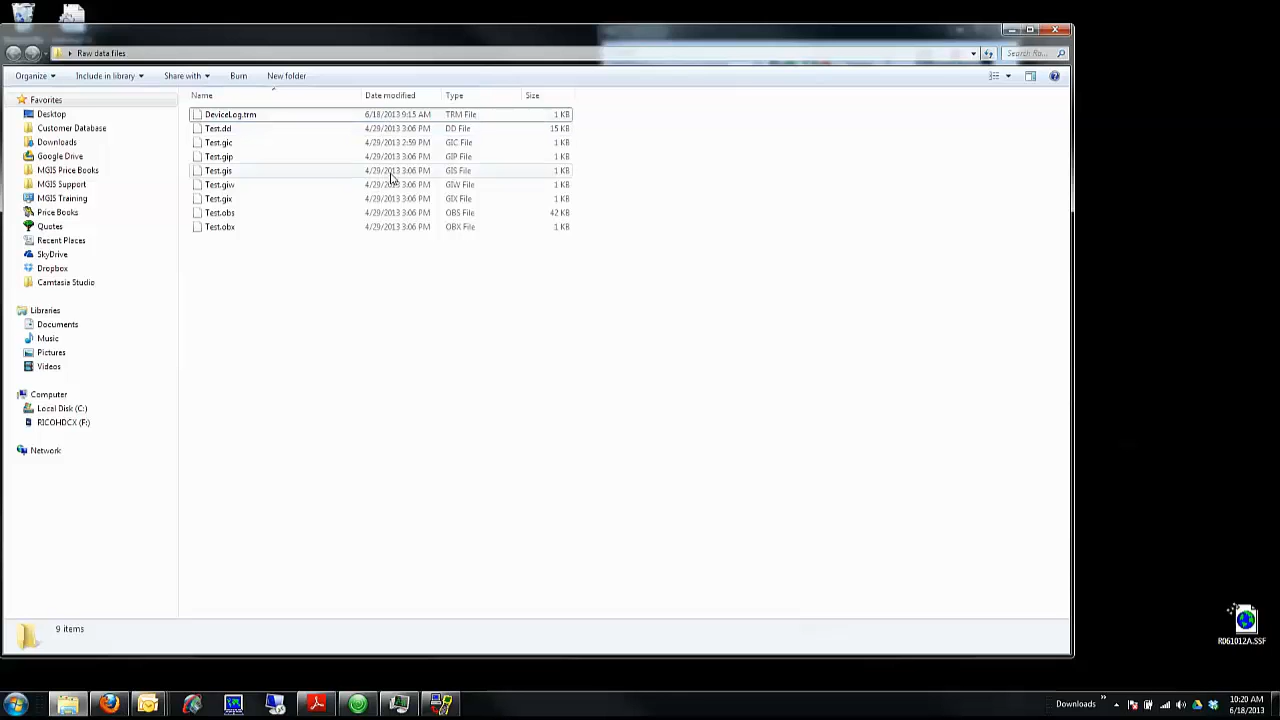 Raw data files
Search Ro...
Organize Include in library Share with Burn New folder
Name Date modified Type Size
DeviceLog.trm 6/18/2013 9:15 AM TRM File 1 KB
Test.dd 4/29/2013 3:06 PM DD File 15 KB
Test.gic 4/29/2013 2:59 PM GIC File 1 KB
Test.gip 4/29/2013 3:06 PM GIP File 1 KB
Test.gis 4/29/2013 3:06 PM GIS File 1 KB
Test.giw 4/29/2013 3:06 PM GIW File 1 KB
Test.gix 4/29/2013 3:06 PM GIX File 1 KB
Test.obs 4/29/2013 3:06 PM OBS File 42 KB
Test.obx 4/29/2013 3:06 PM OBX File 1 KB
Favorites
Desktop
Customer Database
Downloads
Google Drive
MGIS Price Books
MGIS Support
MGIS Training
Price Books
Quotes
Recent Places
SkyDrive
Dropbox
Camtasia Studio
Libraries
Documents
Music
Pictures
Videos
Computer
Local Disk (C:)
RICOHDCX (F:)
Network
9 items
R061012A.SSF
Downloads
10:20 AM
6/18/2013